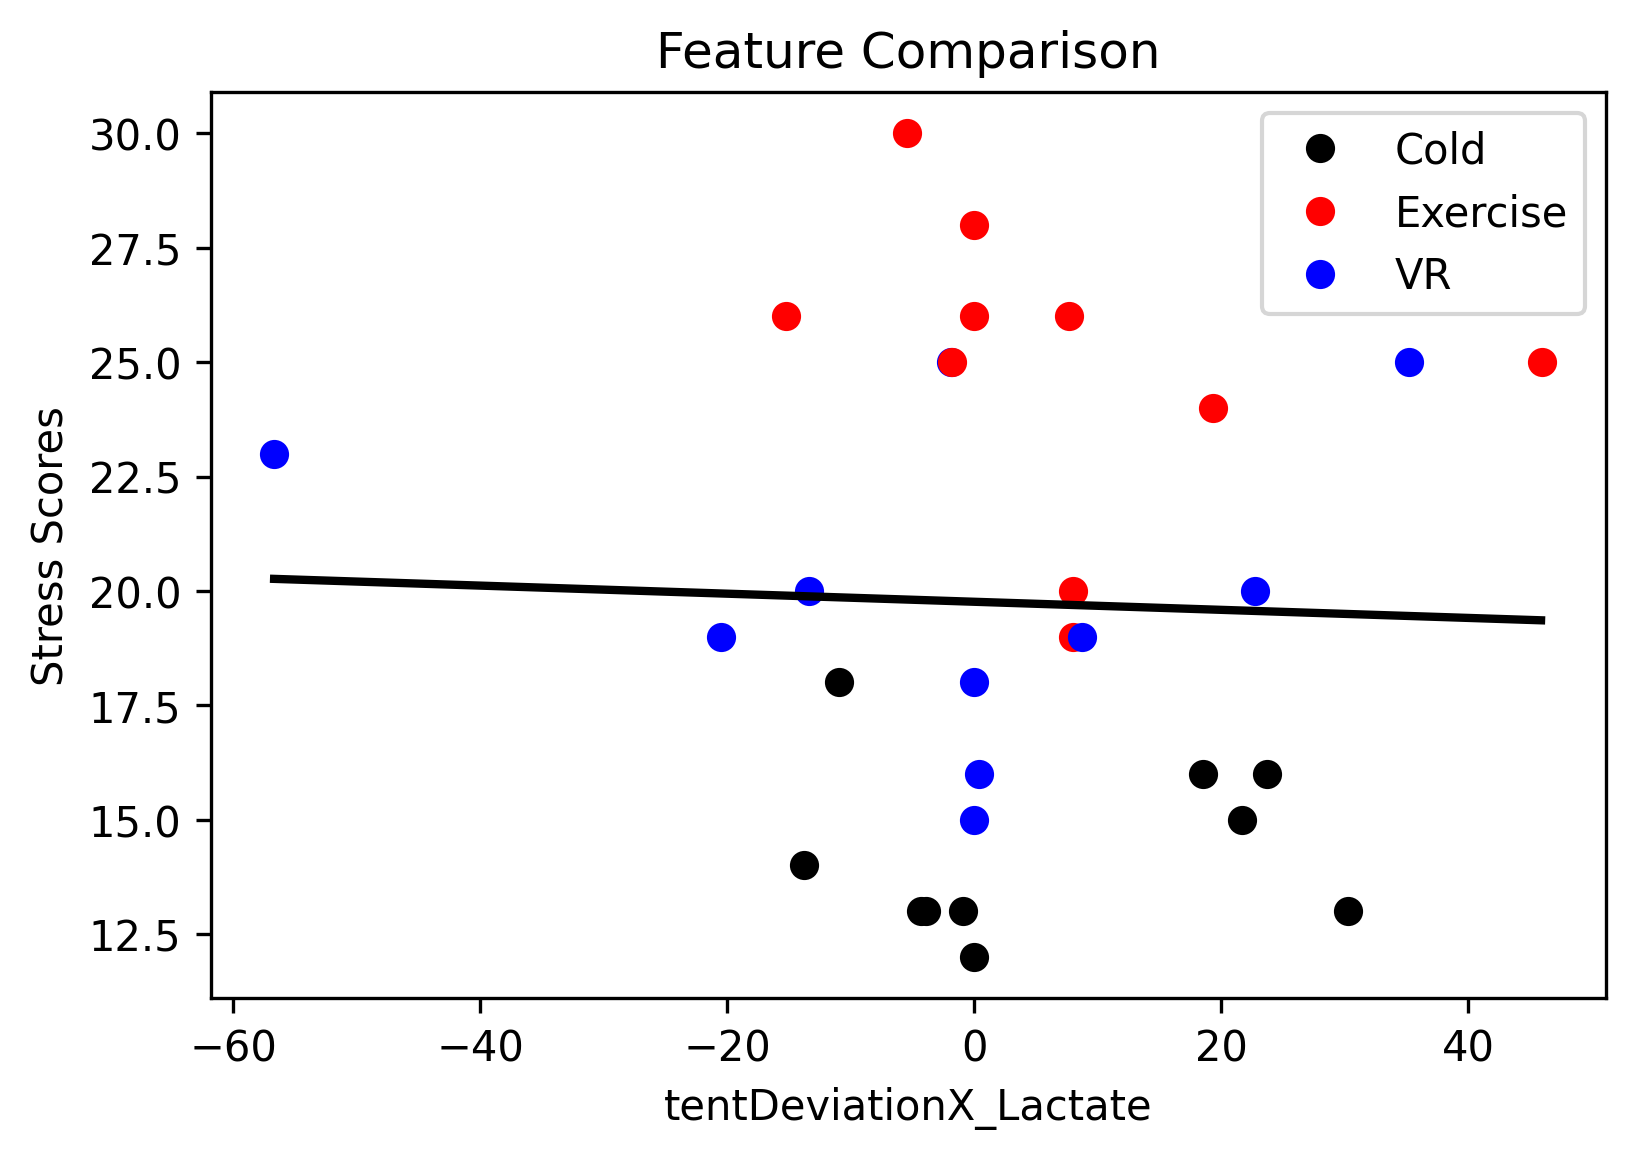 Feature Comparison
Stress Scores
30.0
27.5
25.0
22.5
20.0
17.5
15.0
12.5
Cold
Exercise
VR
−60 −40 −20 0 20 40
tentDeviationX_Lactate